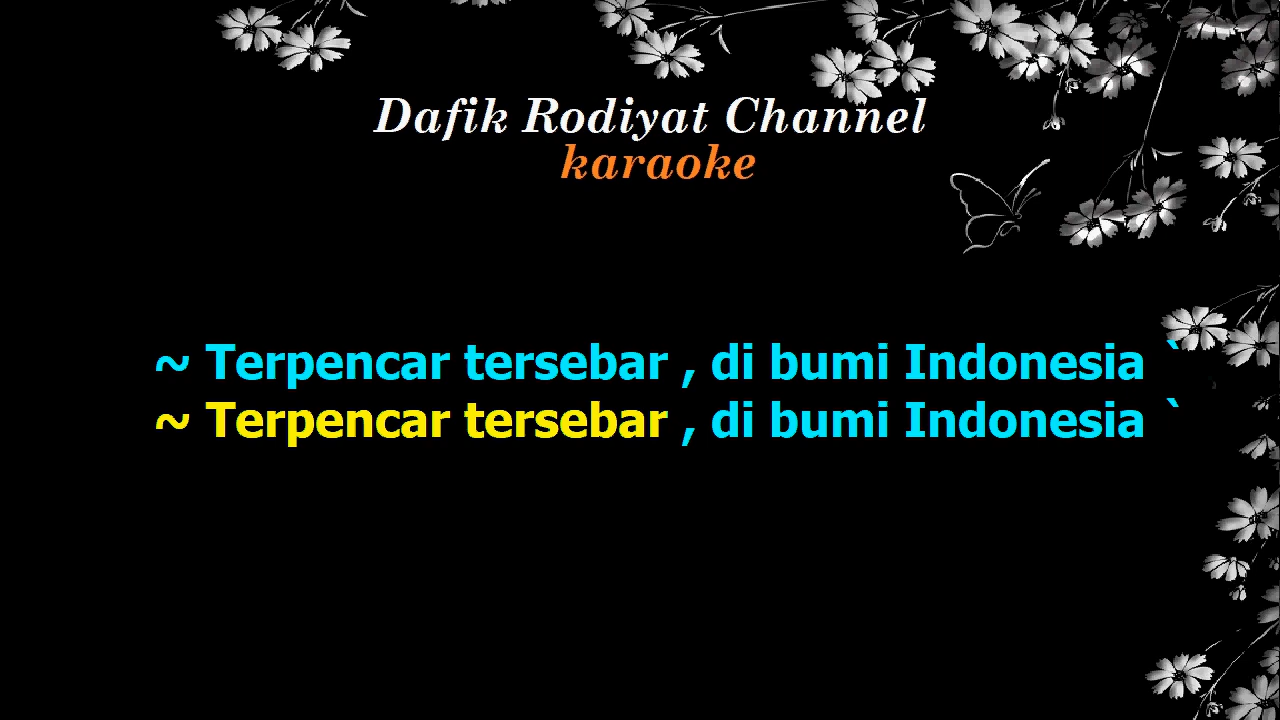 Dafik Rodiyat Channel
karaoke
~ Terpencar tersebar , di bumi Indonesia `
~ Terpencar tersebar , di bumi Indonesia `